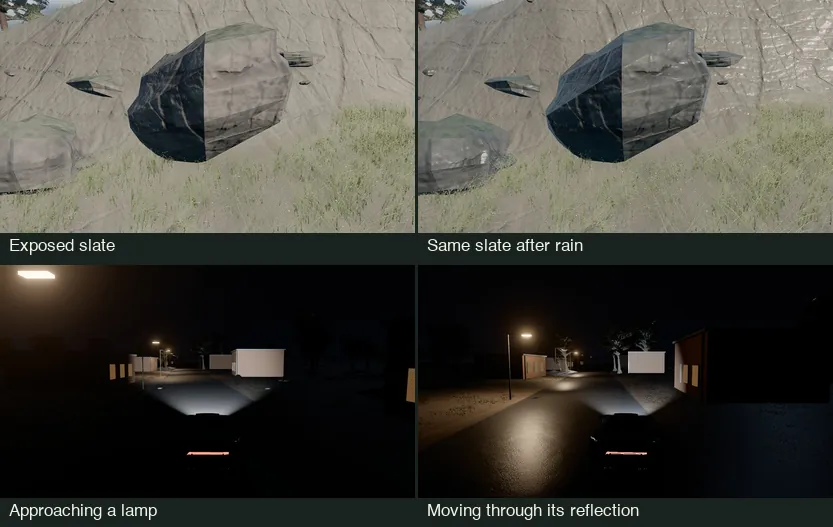 Exposed slate
Same slate after rain
Approaching a lamp
Moving through its reflection